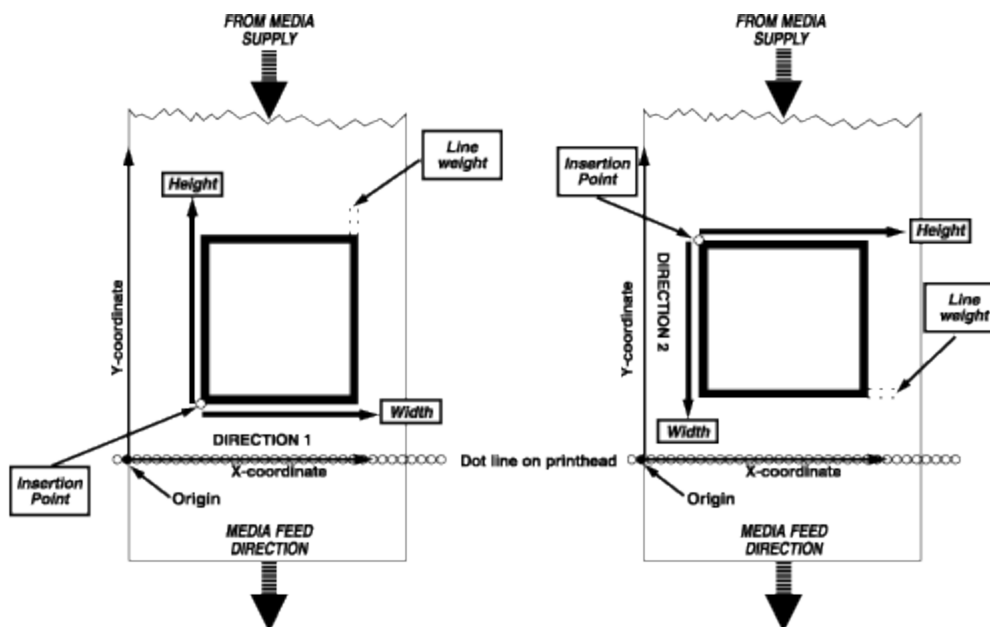 FROM MEDIA
SUPPLY
Line
weight
Height
Y-coordinate
Width
DIRECTION 1
X-coordinate
Insertion
Point
Origin
MEDIA FEED
DIRECTION
Dot line on printhead
FROM MEDIA
SUPPLY
Insertion
Point
Height
DIRECTION 2
Y-coordinate
Line
weight
Width
X-coordinate
Origin
MEDIA FEED
DIRECTION